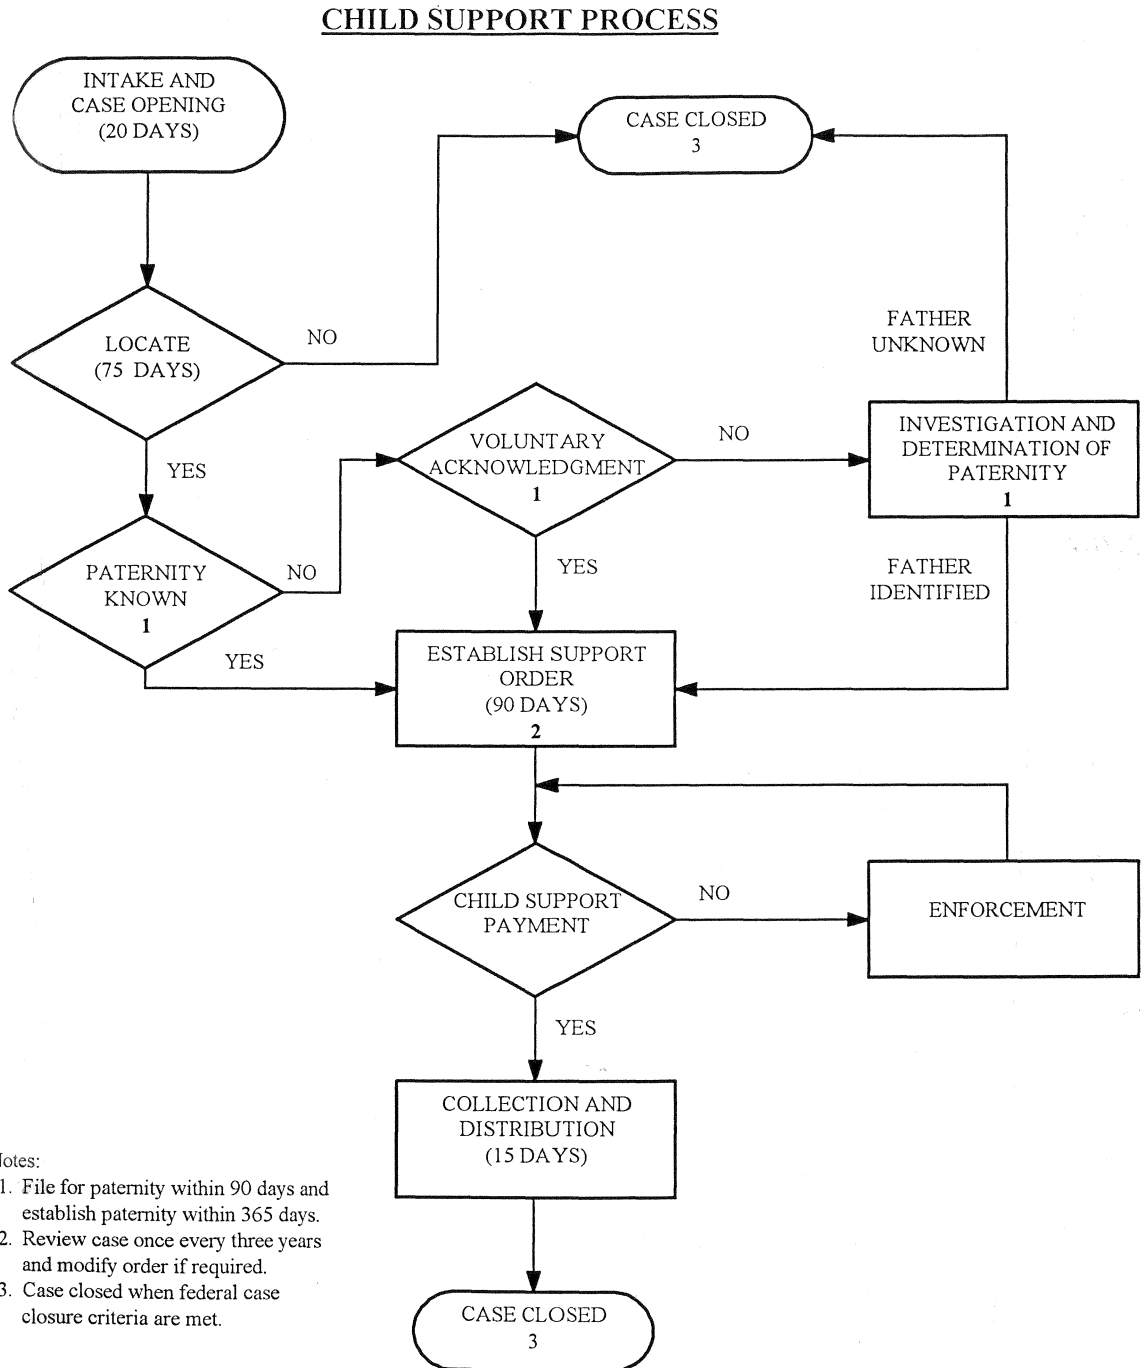 CHILD SUPPORT PROCESS
INTAKE AND
CASE OPENING
(20 DAYS)
CASE CLOSED
3
LOCATE
(75 DAYS)
NO
FATHER
UNKNOWN
YES
VOLUNTARY
ACKNOWLEDGMENT
1
NO
INVESTIGATION AND
DETERMINATION OF
PATERNITY
1
PATERNITY
KNOWN
1
NO
YES
FATHER
IDENTIFIED
YES
ESTABLISH SUPPORT
ORDER
(90 DAYS)
2
CHILD SUPPORT
PAYMENT
NO
ENFORCEMENT
YES
COLLECTION AND
DISTRIBUTION
(15 DAYS)
Notes:
1. File for paternity within 90 days and
establish paternity within 365 days.
2. Review case once every three years
and modify order if required.
3. Case closed when federal case
closure criteria are met.
CASE CLOSED
3